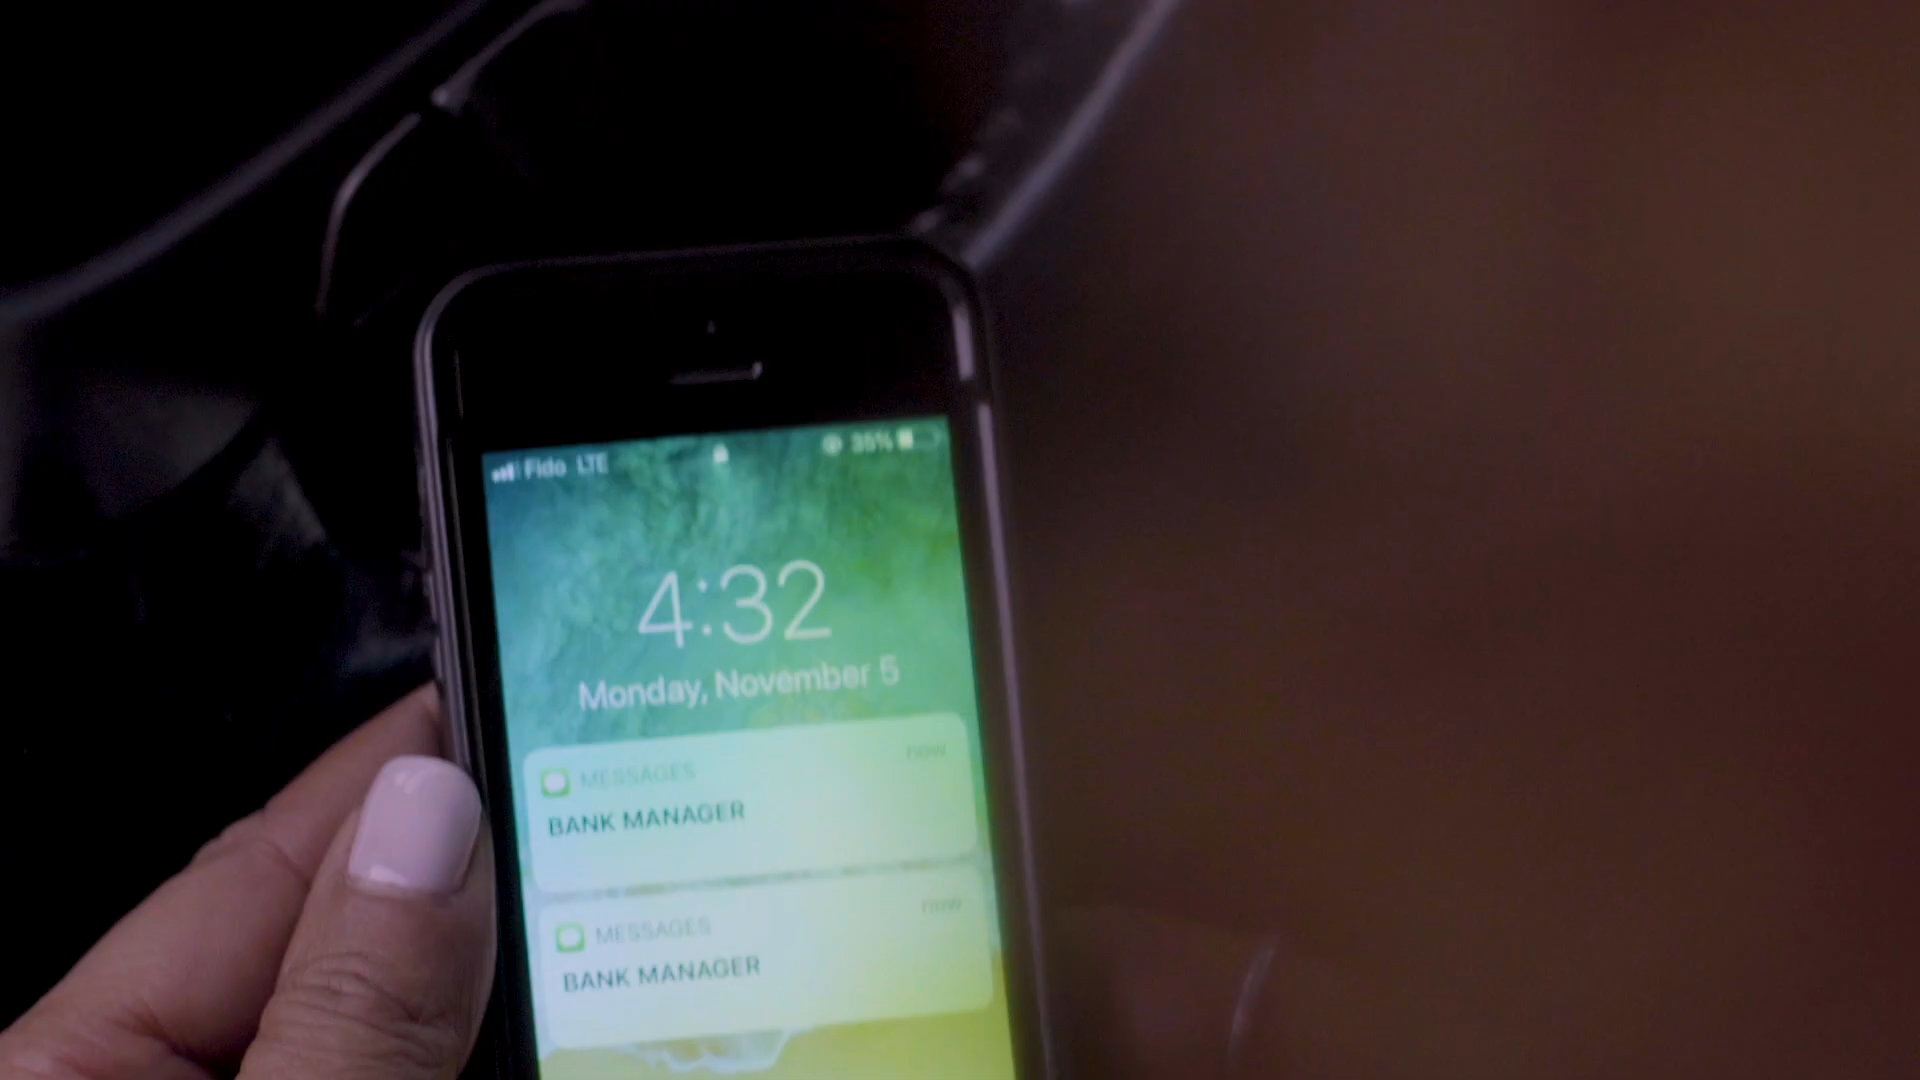 Fido LTE 35%
4:32
Monday, November 5
MESSAGES now
BANK MANAGER
MESSAGES now
BANK MANAGER